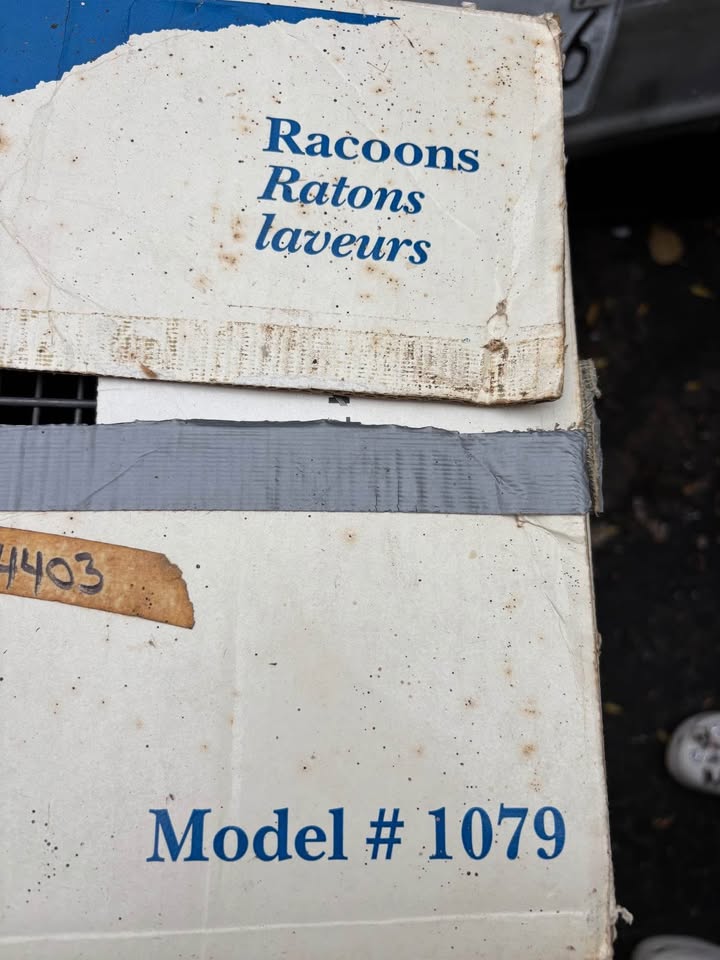 Racoons
Ratons
laveurs
4403
Model # 1079